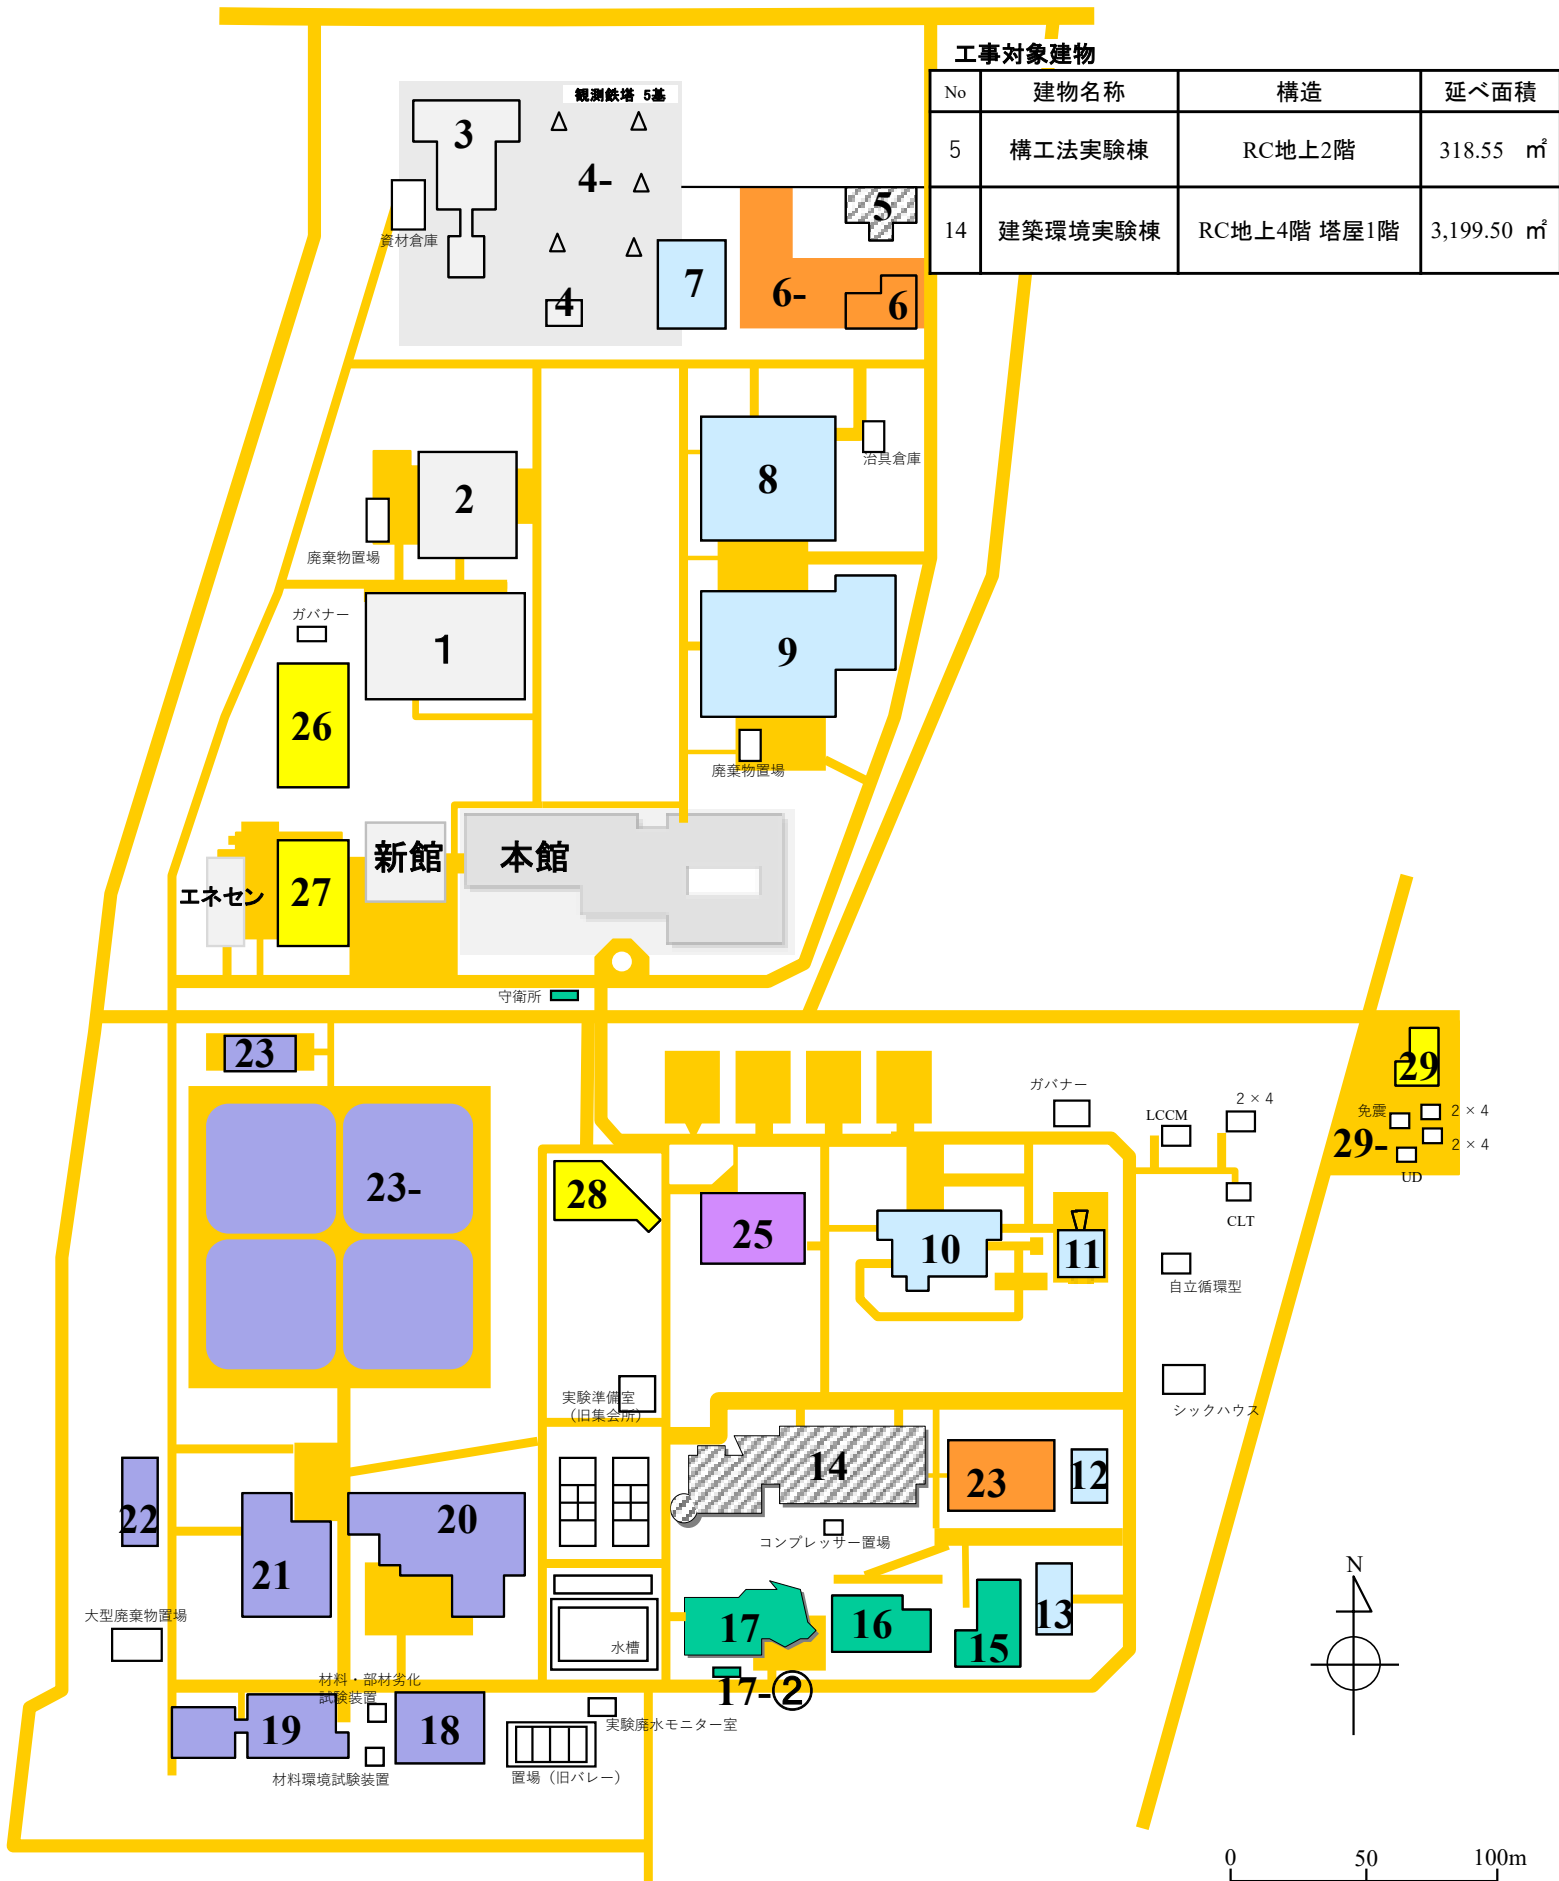 工事対象建物
No 建物名称 構造 延べ面積
5 構工法実験棟 RC地上2階 318.55 ㎡
14 建築環境実験棟 RC地上4階 塔屋1階 3,199.50 ㎡
観測鉄塔 5基
3
4-
資材倉庫
5
7
6-
6
4
8
治具倉庫
2
廃棄物置場
ガバナー
1
9
26
廃棄物置場
新館
本館
エネセン
27
守衛所
23
29
ガバナー
LCCM
2×4
免震
2×4
29-
2×4
UD
23-
28
25
10
11
CLT
自立循環型
実験準備室
(旧集会所)
シックハウス
14
23
12
22
20
コンプレッサー置場
21
大型廃棄物置場
水槽
17
16
15
13
N
17-②
材料・部材劣化
試験装置
19
18
実験廃水モニター室
材料環境試験装置
置場(旧バレー)
0 50 100m